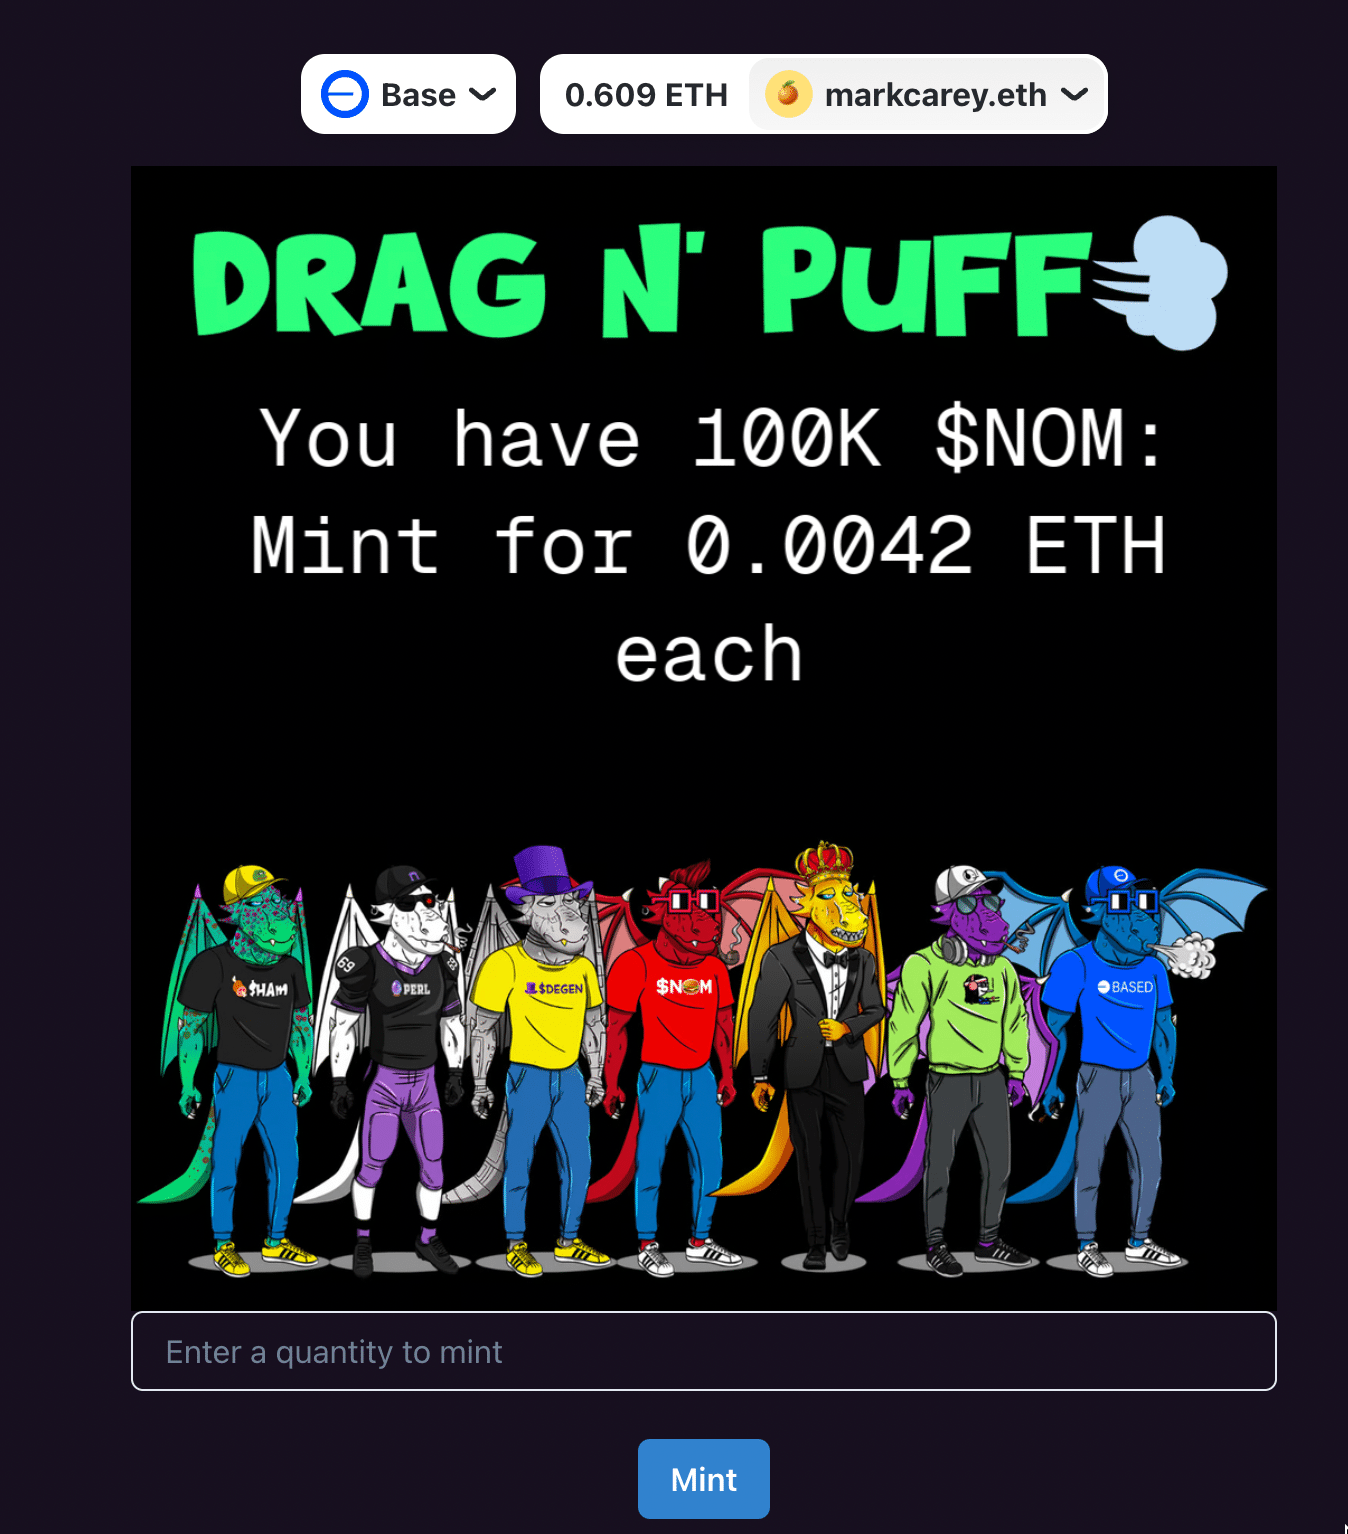 Base
0.609 ETH
markcarey.eth
DRAG N' PUFF
You have 100K $NOM:
Mint for 0.0042 ETH
each
69
69
$HAM
PERL
$DEGEN
$NOM
BASED
Enter a quantity to mint
Mint